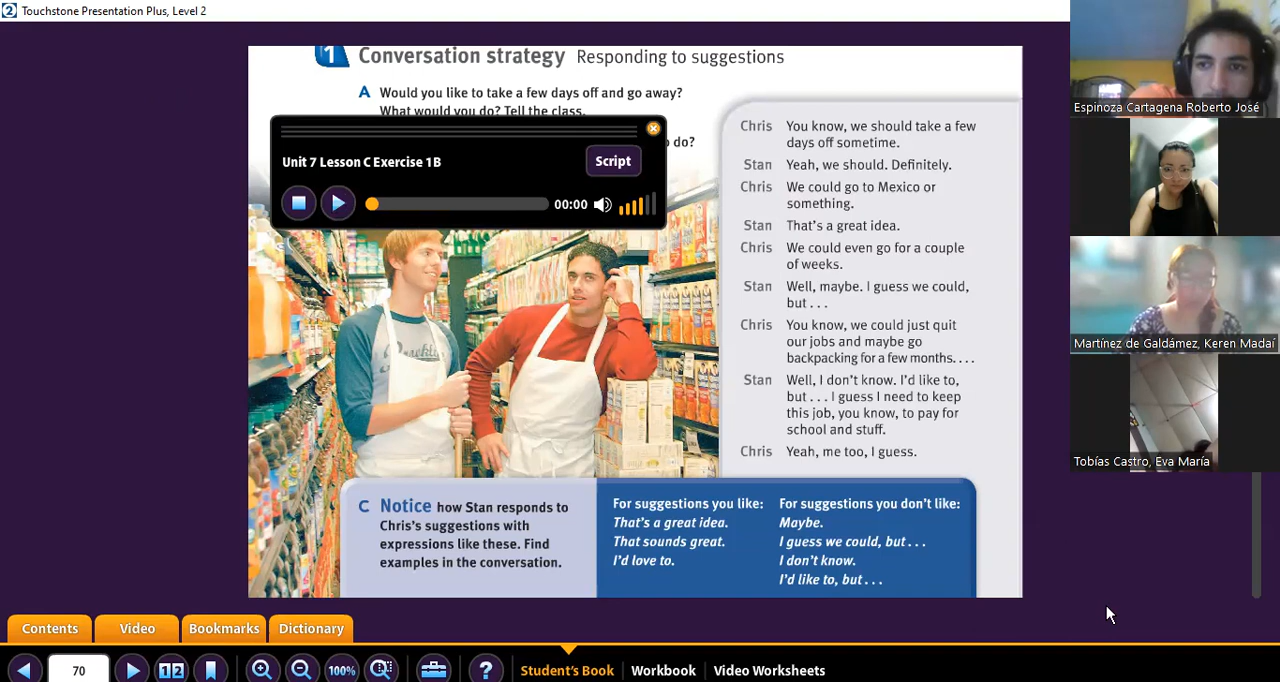 Touchstone Presentation Plus, Level 2
1 Conversation strategy Responding to suggestions
A Would you like to take a few days off and go away?
What would you do? Tell the class.
do?
Unit 7 Lesson C Exercise 1B
Script
00:00
Chris You know, we should take a few
days off sometime.
Stan Yeah, we should. Definitely.
Chris We could go to Mexico or
something.
Stan That's a great idea.
Chris We could even go for a couple
of weeks.
Stan Well, maybe. I guess we could,
but . . .
Chris You know, we could just quit
our jobs and maybe go
backpacking for a few months. . . .
Stan Well, I don't know. I'd like to,
but . . . I guess I need to keep
this job, you know, to pay for
school and stuff.
Chris Yeah, me too, I guess.
C Notice how Stan responds to
Chris's suggestions with
expressions like these. Find
examples in the conversation.
For suggestions you like:
That's a great idea.
That sounds great.
I'd love to.
For suggestions you don't like:
Maybe.
I guess we could, but . . .
I don't know.
I'd like to, but . . .
Espinoza Cartagena Roberto José
Martínez de Galdámez, Keren Madaí
Tobías Castro, Eva María
Contents Video Bookmarks Dictionary
70 12 100% ? Student's Book Workbook Video Worksheets